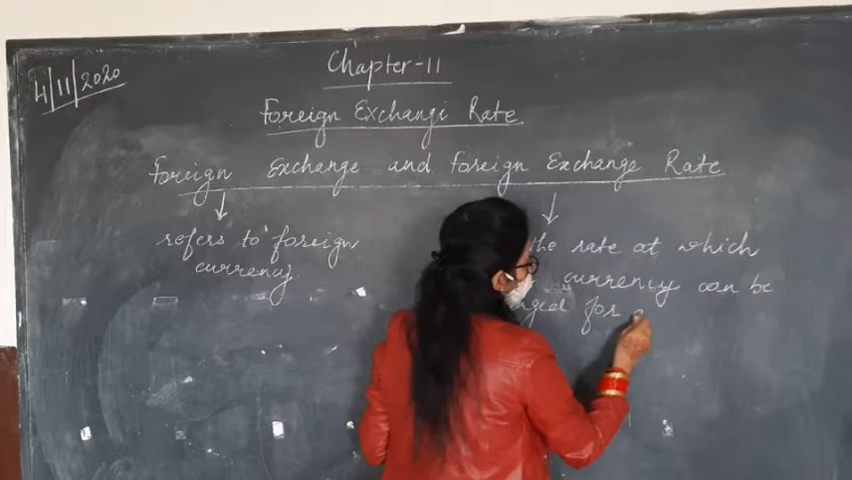 4/11/2020
Chapter-11
Foreign Exchange Rate
Foreign Exchange and Foreign Exchange Rate
↓ ↓
refers to foreign
currency.
the rate at which
currency can be
for